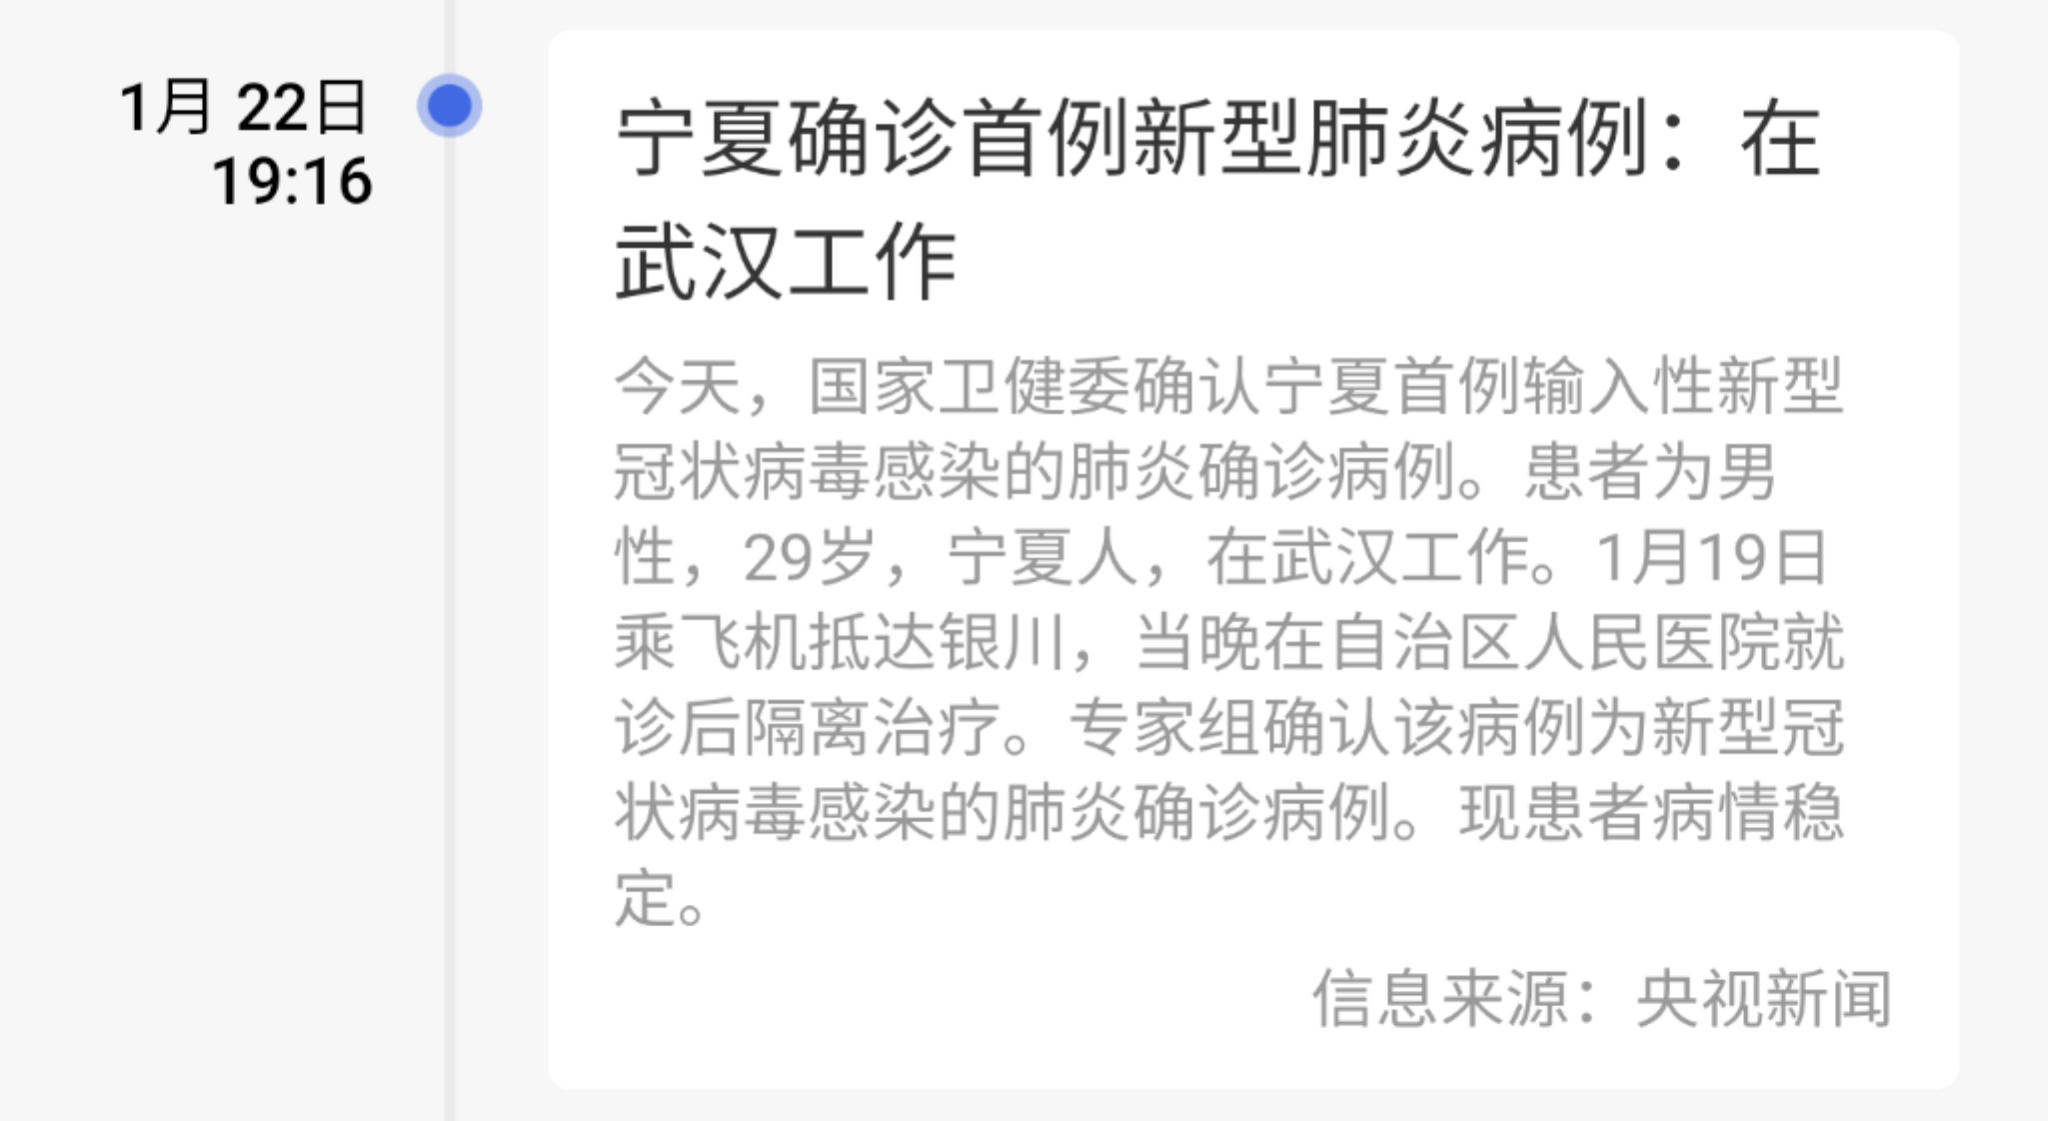 1月 22日
19:16
宁夏确诊首例新型肺炎病例：在
武汉工作
今天，国家卫健委确认宁夏首例输入性新型
冠状病毒感染的肺炎确诊病例。患者为男
性，29岁，宁夏人，在武汉工作。1月19日
乘飞机抵达银川，当晚在自治区人民医院就
诊后隔离治疗。专家组确认该病例为新型冠
状病毒感染的肺炎确诊病例。现患者病情稳
定。
信息来源：央视新闻